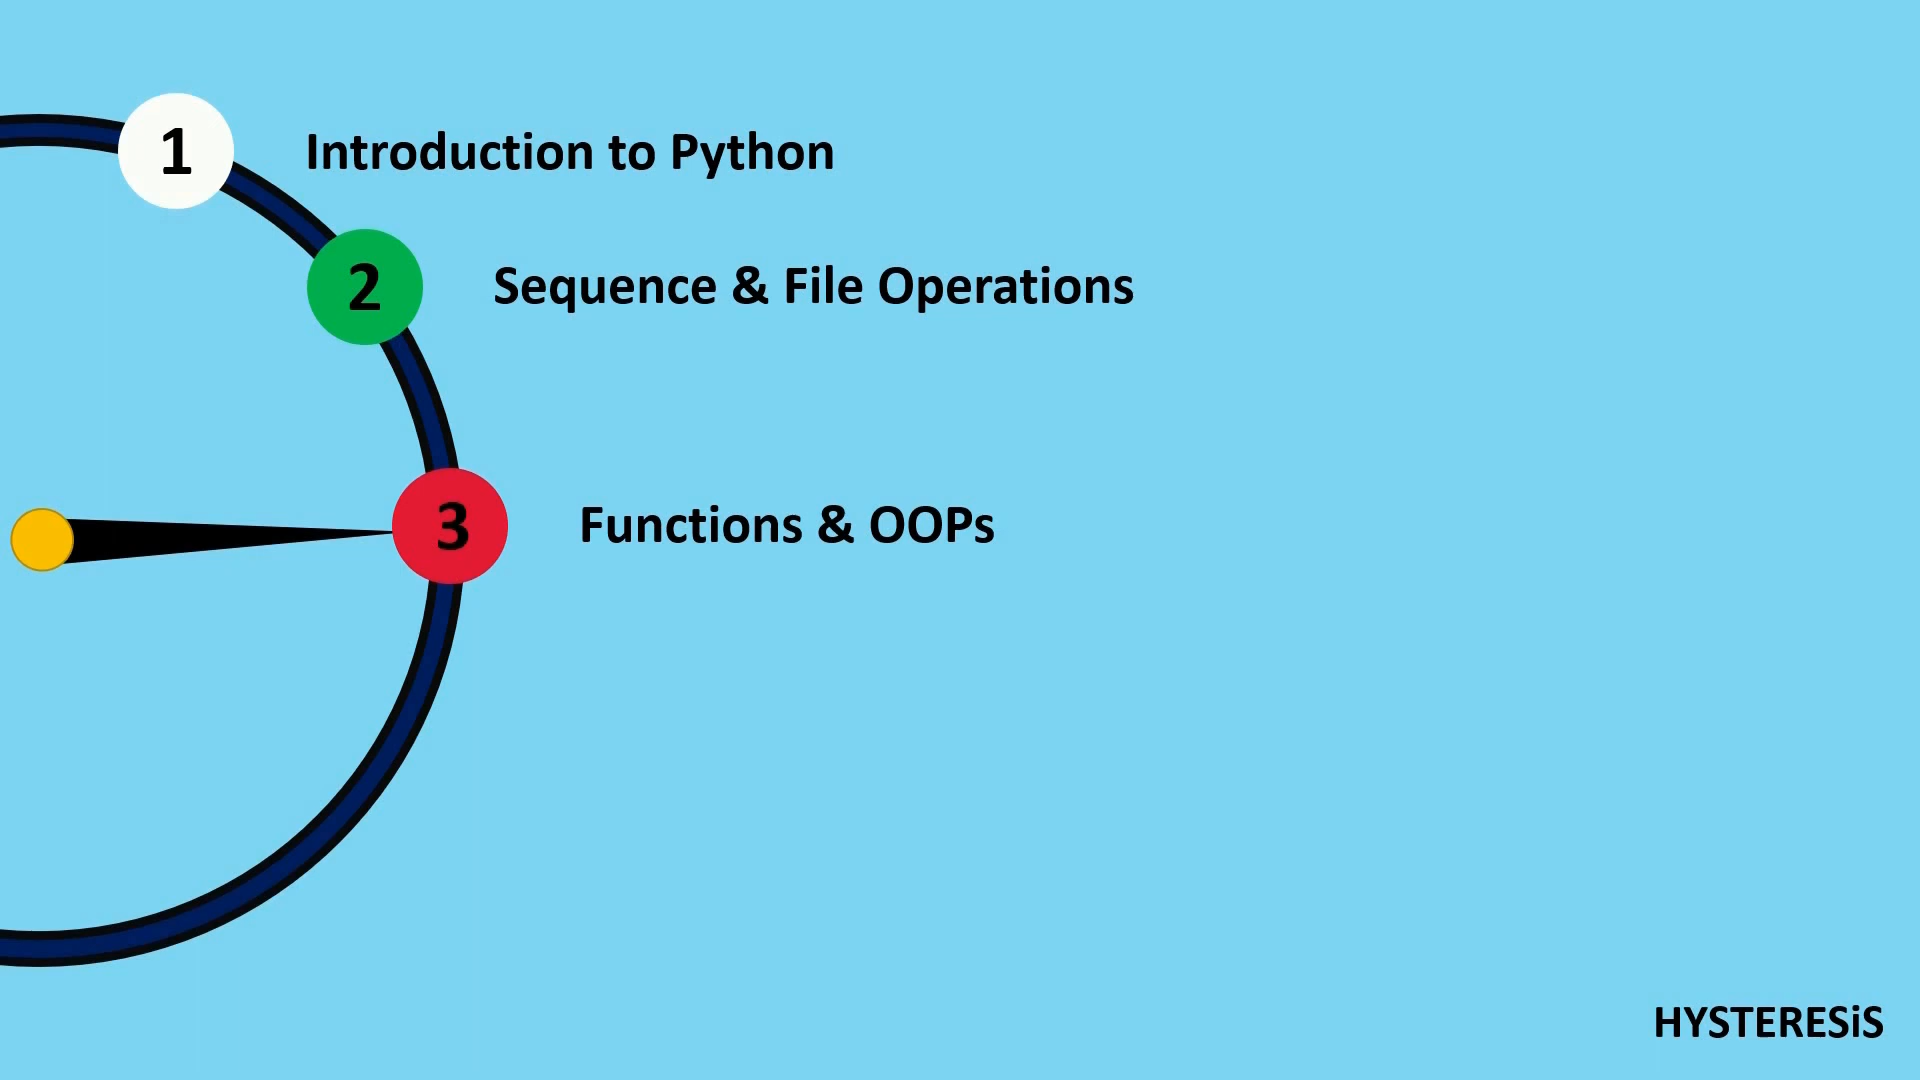 1 Introduction to Python
2 Sequence & File Operations
3 Functions & OOPs
HYSTERESiS